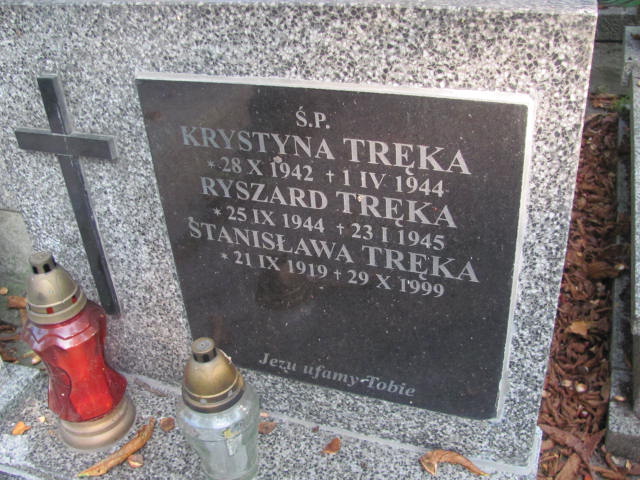 Ś.P.
KRYSTYNA TRĘKA
* 28 X 1942 + 1 IV 1944
RYSZARD TRĘKA
* 25 IX 1944 + 23 I 1945
STANISŁAWA TRĘKA
* 21 IX 1919 + 29 X 1999
Jezu ufamy Tobie